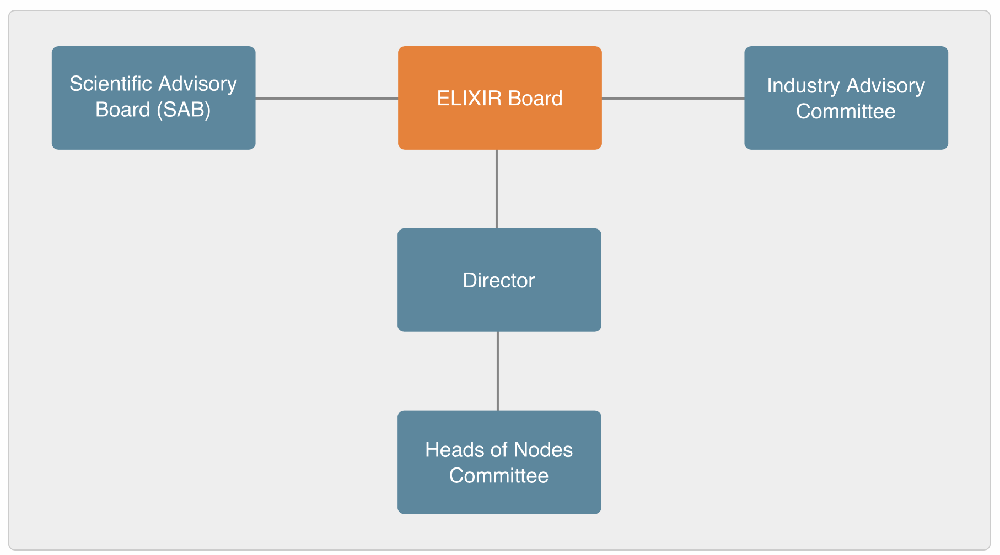 Scientific Advisory
Board (SAB)
ELIXIR Board
Industry Advisory
Committee
Director
Heads of Nodes
Committee